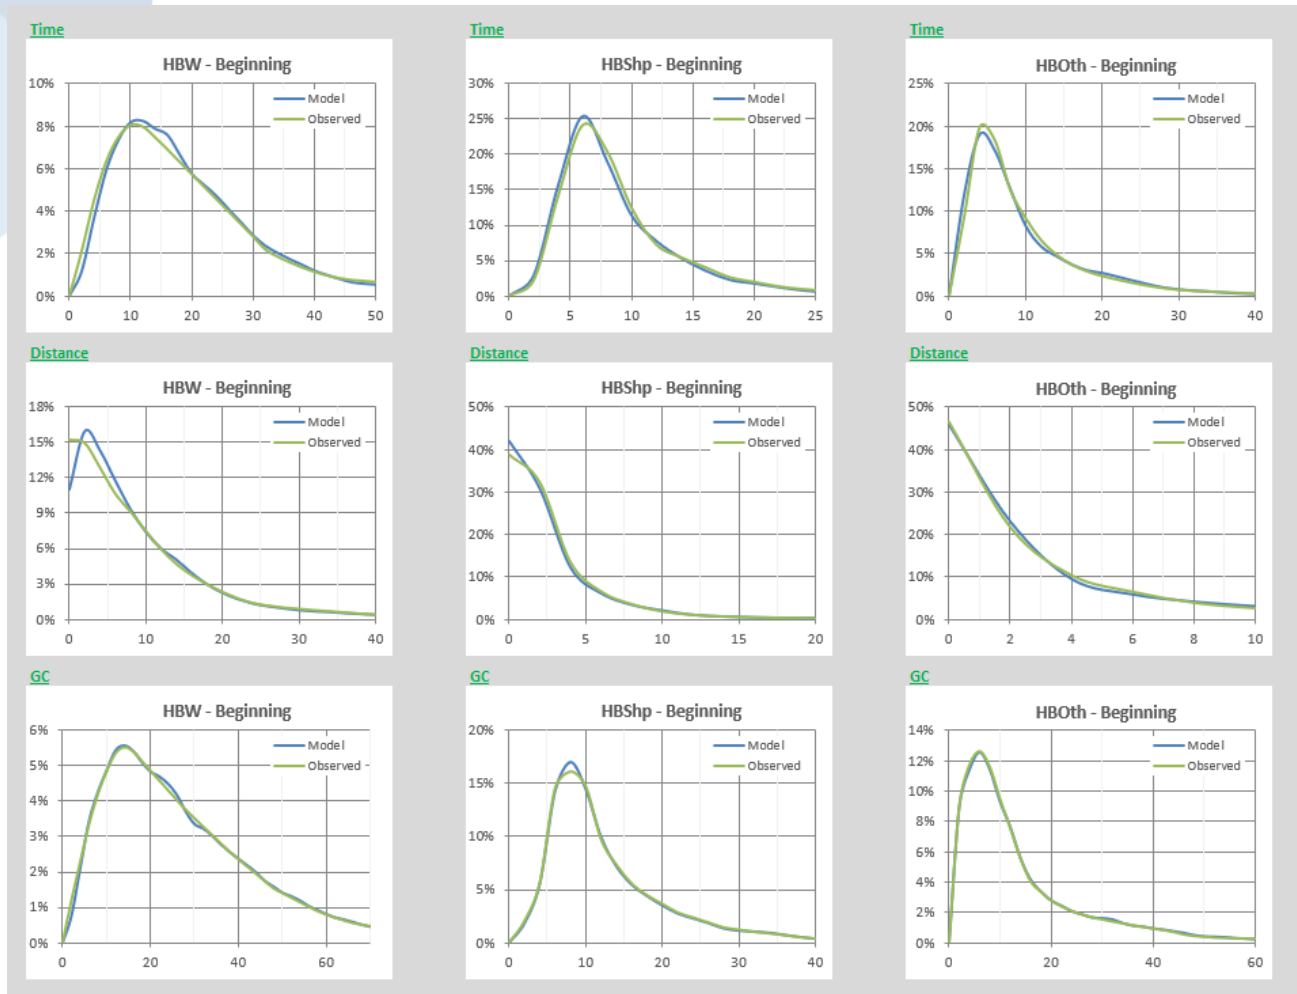 Time
HBW - Beginning
10%
8%
6%
4%
2%
0%
Model
Observed
0 10 20 30 40 50
Time
HBShp - Beginning
30%
25%
20%
15%
10%
5%
0%
Model
Observed
0 5 10 15 20 25
Time
HBOth - Beginning
25%
20%
15%
10%
5%
0%
Model
Observed
0 10 20 30 40
Distance
HBW - Beginning
18%
15%
12%
9%
6%
3%
0%
Model
Observed
0 10 20 30 40
Distance
HBShp - Beginning
50%
40%
30%
20%
10%
0%
Model
Observed
0 5 10 15 20
Distance
HBOth - Beginning
50%
40%
30%
20%
10%
0%
Model
Observed
0 2 4 6 8 10
GC
HBW - Beginning
6%
5%
4%
3%
2%
1%
0%
Model
Observed
0 20 40 60
GC
HBShp - Beginning
20%
15%
10%
5%
0%
Model
Observed
0 10 20 30 40
GC
HBOth - Beginning
14%
12%
10%
8%
6%
4%
2%
0%
Model
Observed
0 20 40 60